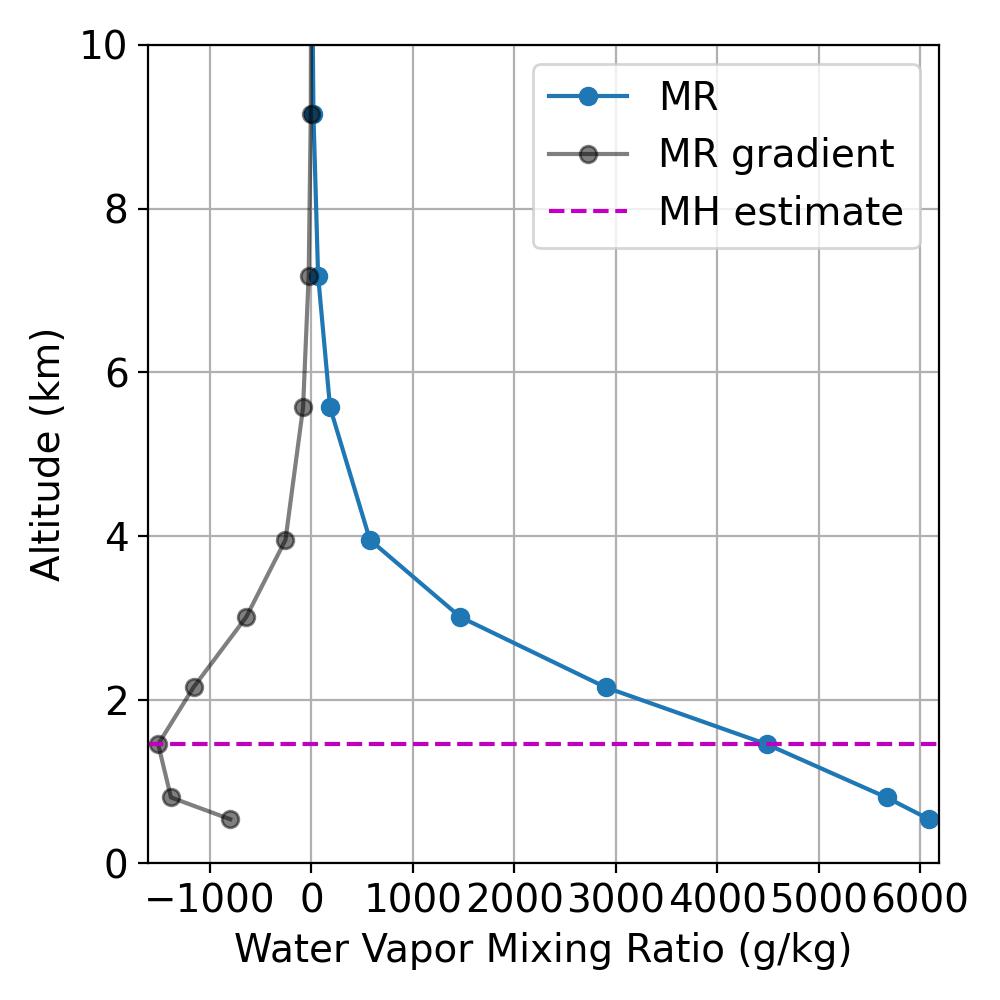 10
8
6
4
2
0
Altitude (km)
MR
MR gradient
MH estimate
−1000 0 1000 2000 3000 4000 5000 6000
Water Vapor Mixing Ratio (g/kg)